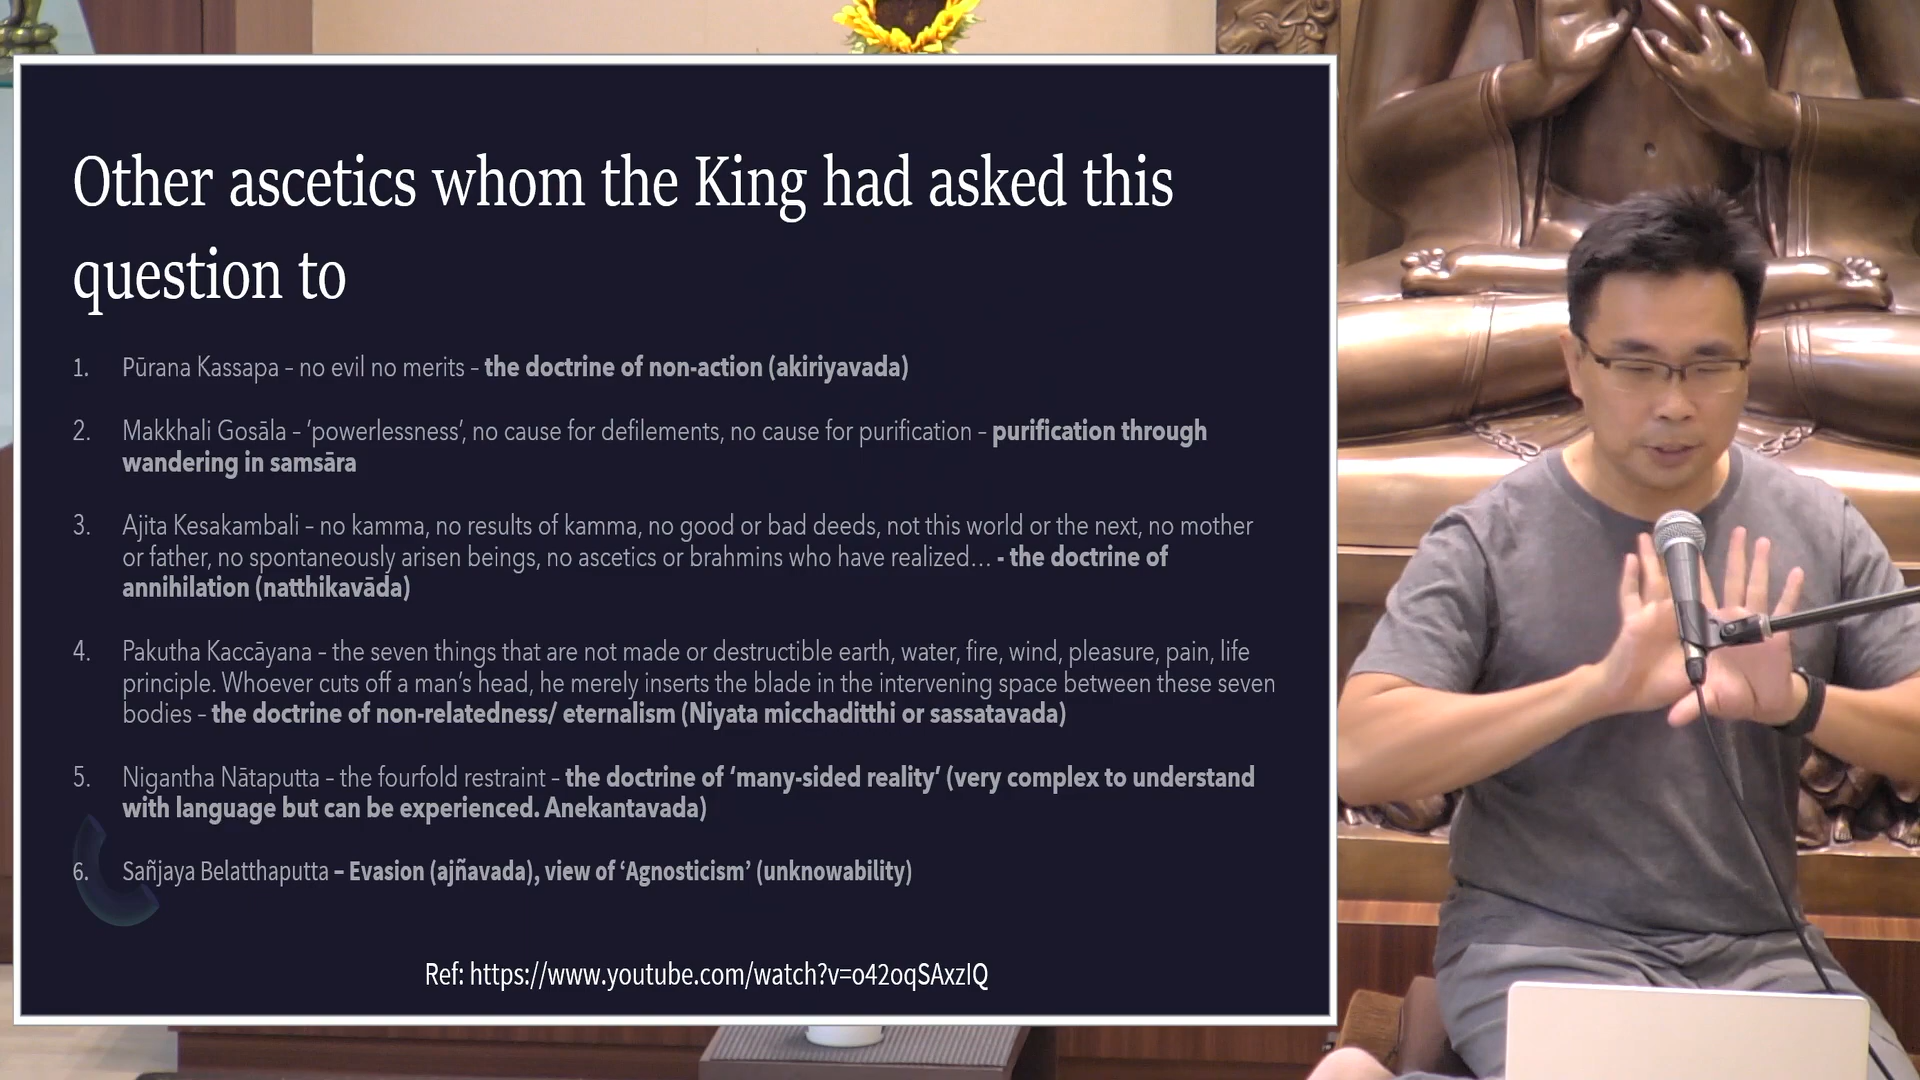 Other ascetics whom the King had asked this
question to
1. Pūrana Kassapa – no evil no merits – the doctrine of non-action (akiriyavada)
2. Makkhali Gosāla – ‘powerlessness’, no cause for defilements, no cause for purification – purification through
wandering in samsāra
3. Ajita Kesakambali – no kamma, no results of kamma, no good or bad deeds, not this world or the next, no mother
or father, no spontaneously arisen beings, no ascetics or brahmins who have realized… - the doctrine of
annihilation (natthikavāda)
4. Pakutha Kaccāyana – the seven things that are not made or destructible earth, water, fire, wind, pleasure, pain, life
principle. Whoever cuts off a man’s head, he merely inserts the blade in the intervening space between these seven
bodies – the doctrine of non-relatedness/ eternalism (Niyata micchaditthi or sassatavada)
5. Nigantha Nātaputta – the fourfold restraint – the doctrine of ‘many-sided reality’ (very complex to understand
with language but can be experienced. Anekantavada)
6. Sañjaya Belatthaputta – Evasion (ajñavada), view of ‘Agnosticism’ (unknowability)
Ref: https://www.youtube.com/watch?v=o42oqSAxzIQ